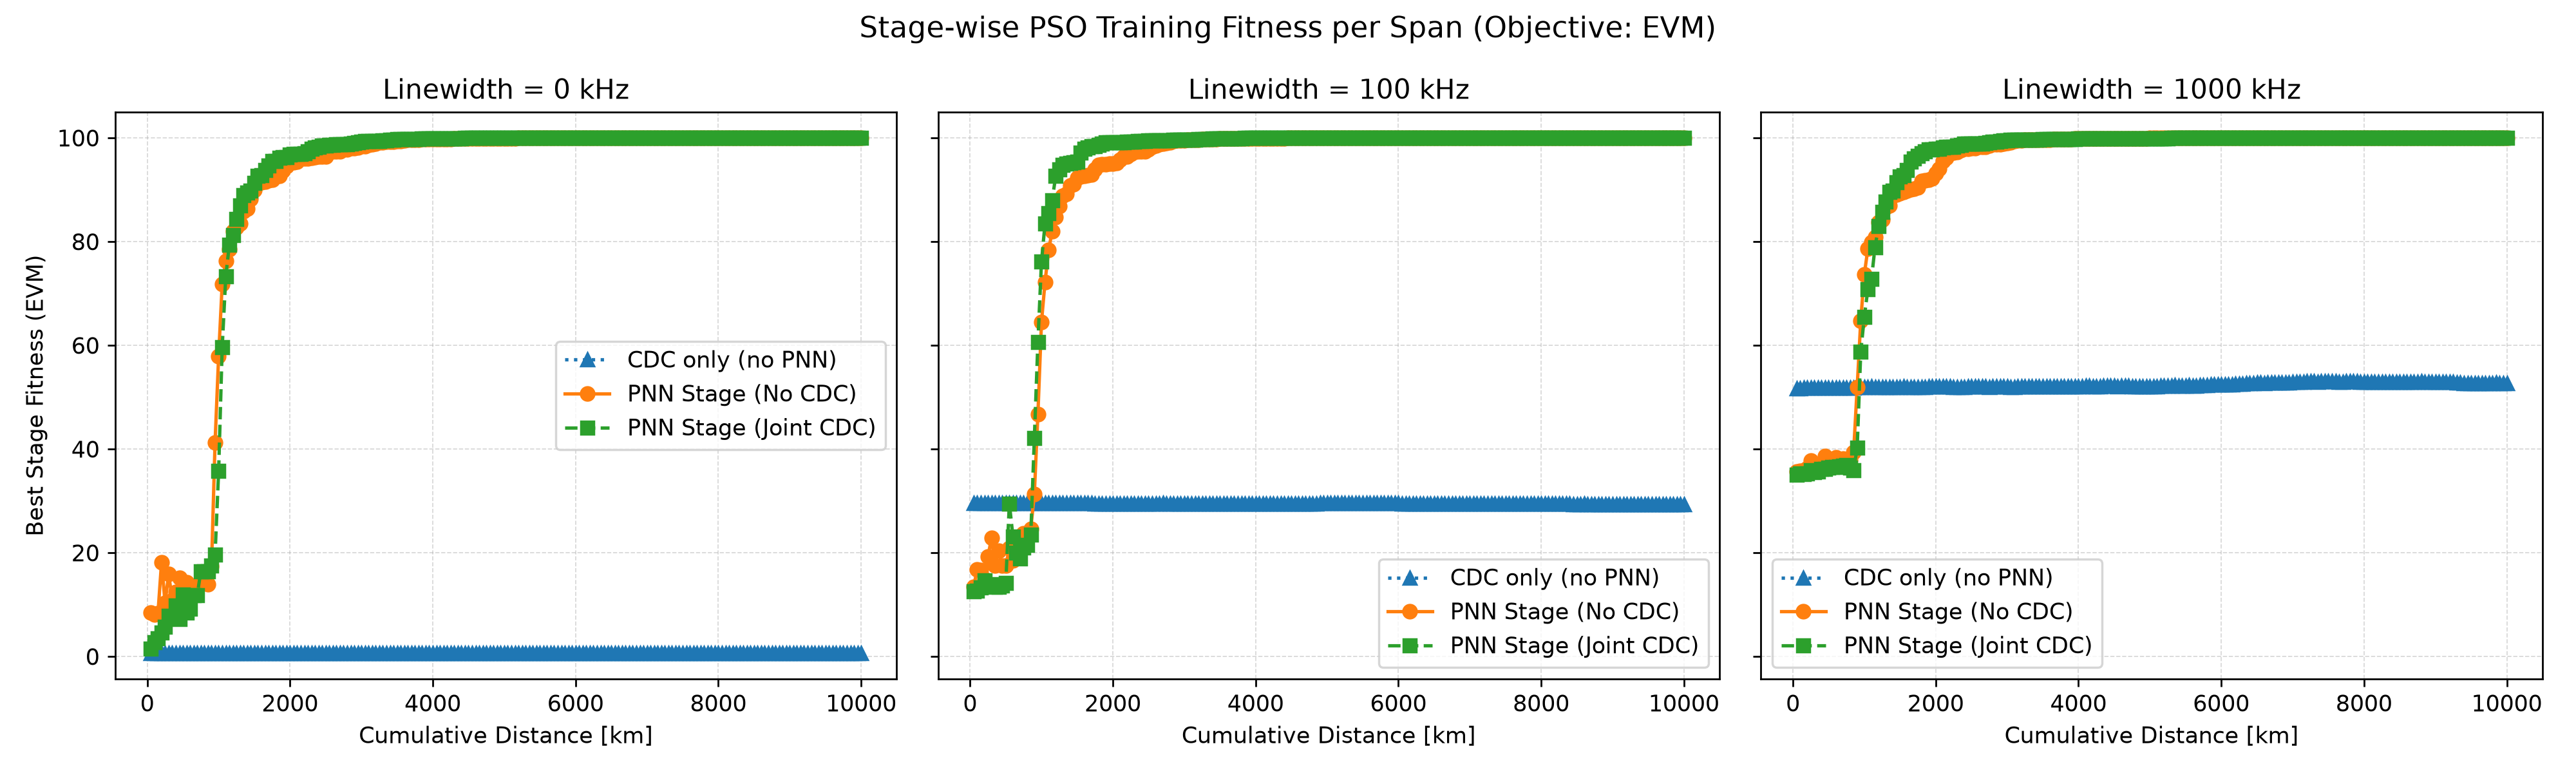 Stage-wise PSO Training Fitness per Span (Objective: EVM)
Linewidth = 0 kHz
Best Stage Fitness (EVM)
100
80
60
40
20
0
CDC only (no PNN)
PNN Stage (No CDC)
PNN Stage (Joint CDC)
0 2000 4000 6000 8000 10000
Cumulative Distance [km]
Linewidth = 100 kHz
CDC only (no PNN)
PNN Stage (No CDC)
PNN Stage (Joint CDC)
0 2000 4000 6000 8000 10000
Cumulative Distance [km]
Linewidth = 1000 kHz
CDC only (no PNN)
PNN Stage (No CDC)
PNN Stage (Joint CDC)
0 2000 4000 6000 8000 10000
Cumulative Distance [km]